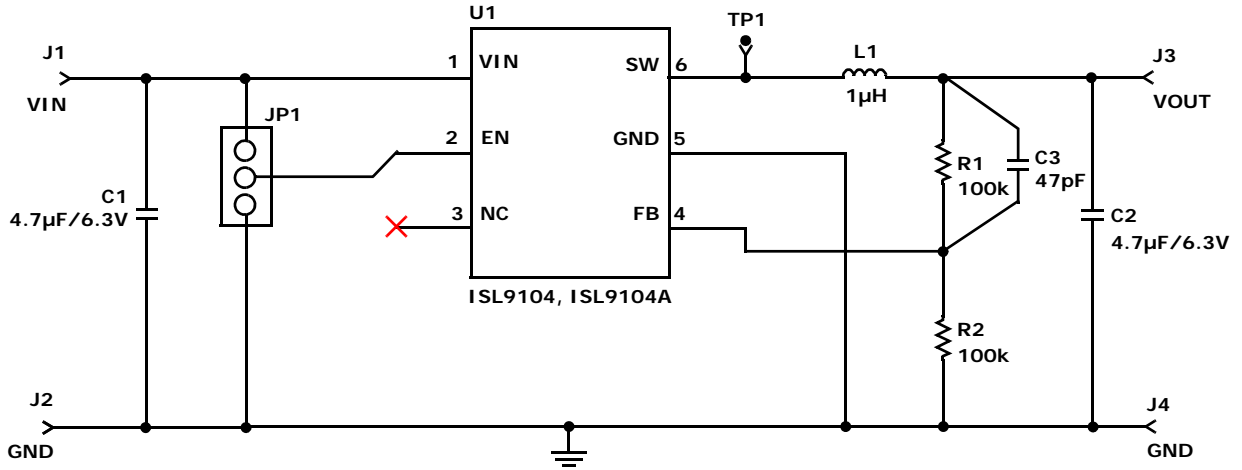 U1
TP1
J1
1
VIN
SW
6
L1
J3
VIN
1µH
VOUT
JP1
2
EN
GND
5
R1
100k
C3
47pF
C1
4.7µF/6.3V
3
NC
FB
4
C2
4.7µF/6.3V
ISL9104, ISL9104A
R2
100k
J2
GND
J4
GND